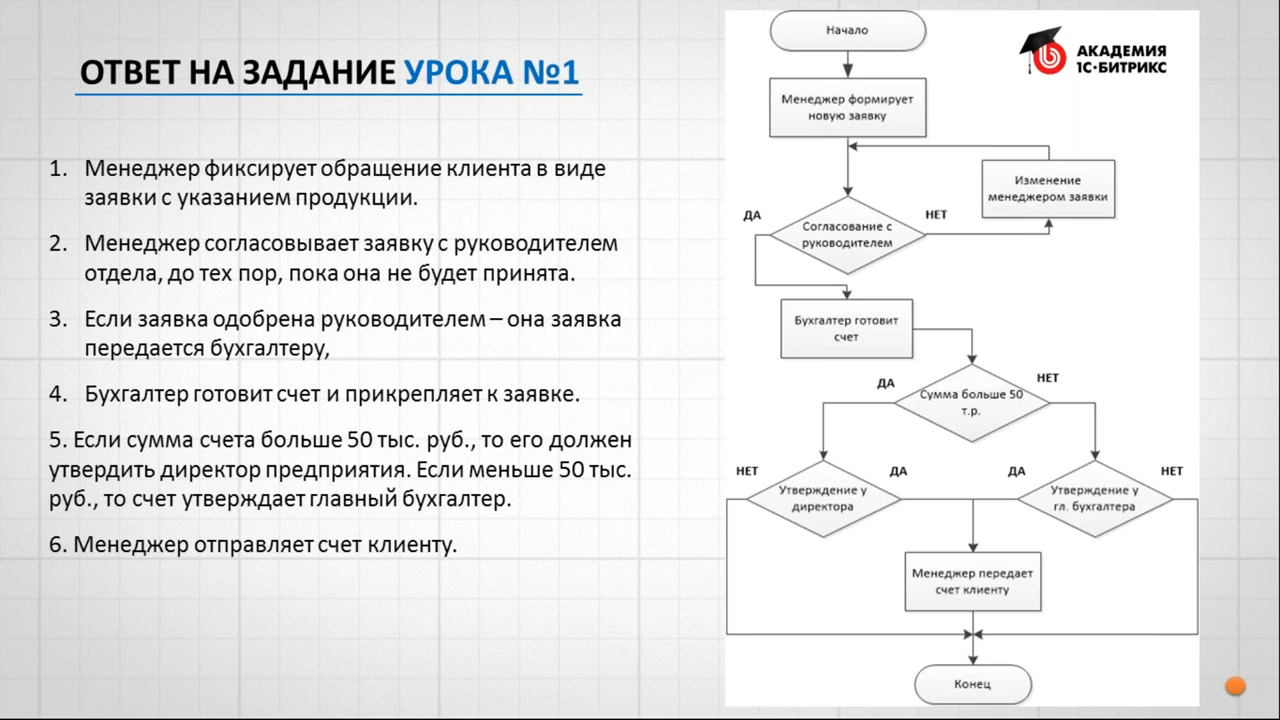 ОТВЕТ НА ЗАДАНИЕ УРОКА №1
1. Менеджер фиксирует обращение клиента в виде
заявки с указанием продукции.
2. Менеджер согласовывает заявку с руководителем
отдела, до тех пор, пока она не будет принята.
3. Если заявка одобрена руководителем – она заявка
передается бухгалтеру,
4. Бухгалтер готовит счет и прикрепляет к заявке.
5. Если сумма счета больше 50 тыс. руб., то его должен
утвердить директор предприятия. Если меньше 50 тыс.
руб., то счет утверждает главный бухгалтер.
6. Менеджер отправляет счет клиенту.
АКАДЕМИЯ
1С•БИТРИКС
Начало
Менеджер формирует
новую заявку
Изменение
менеджером заявки
ДА
НЕТ
Согласование с
руководителем
Бухгалтер готовит
счет
ДА
НЕТ
Сумма больше 50
т.р.
НЕТ
ДА
ДА
НЕТ
Утверждение у
директора
Утверждение у
гл. бухгалтера
Менеджер передает
счет клиенту
Конец